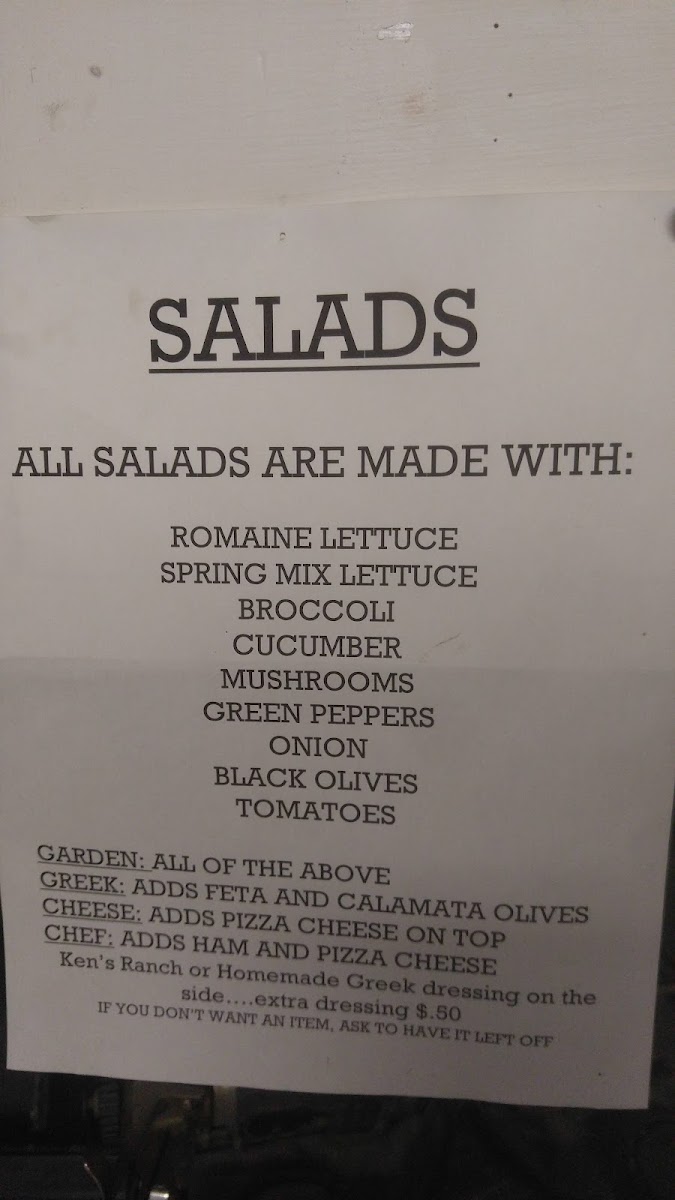 SALADS
ALL SALADS ARE MADE WITH:
ROMAINE LETTUCE
SPRING MIX LETTUCE
BROCCOLI
CUCUMBER
MUSHROOMS
GREEN PEPPERS
ONION
BLACK OLIVES
TOMATOES
GARDEN: ALL OF THE ABOVE
GREEK: ADDS FETA AND CALAMATA OLIVES
CHEESE: ADDS PIZZA CHEESE ON TOP
CHEF: ADDS HAM AND PIZZA CHEESE
Ken's Ranch or Homemade Greek dressing on the
side....extra dressing $.50
IF YOU DON'T WANT AN ITEM, ASK TO HAVE IT LEFT OFF